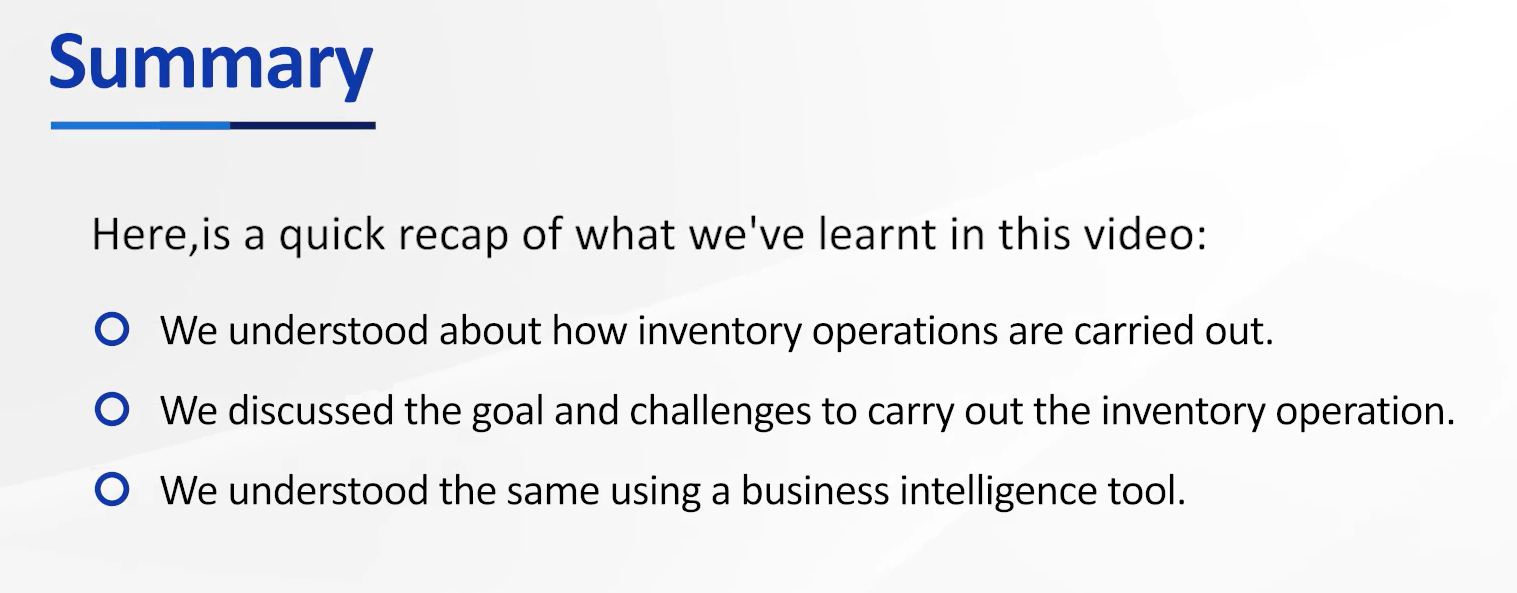 Summary
Here,is a quick recap of what we've learnt in this video:
We understood about how inventory operations are carried out.
We discussed the goal and challenges to carry out the inventory operation.
We understood the same using a business intelligence tool.